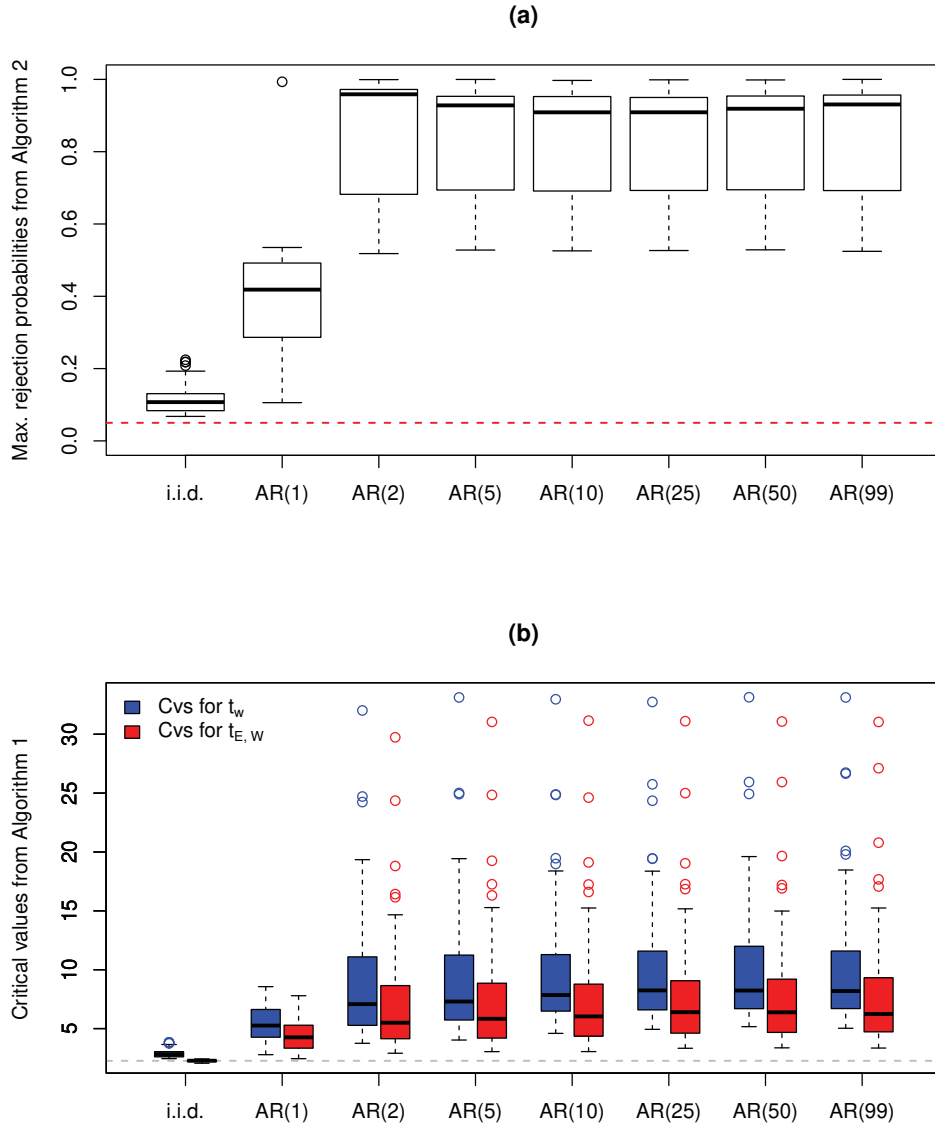 (a)
Max. rejection probabilities from Algorithm 2
1.0
0.8
0.6
0.4
0.2
0.0
i.i.d. AR(1) AR(2) AR(5) AR(10) AR(25) AR(50) AR(99)
(b)
Critical values from Algorithm 1
Cvs for t_w
Cvs for t_{E, W}
30
25
20
15
10
5
i.i.d. AR(1) AR(2) AR(5) AR(10) AR(25) AR(50) AR(99)